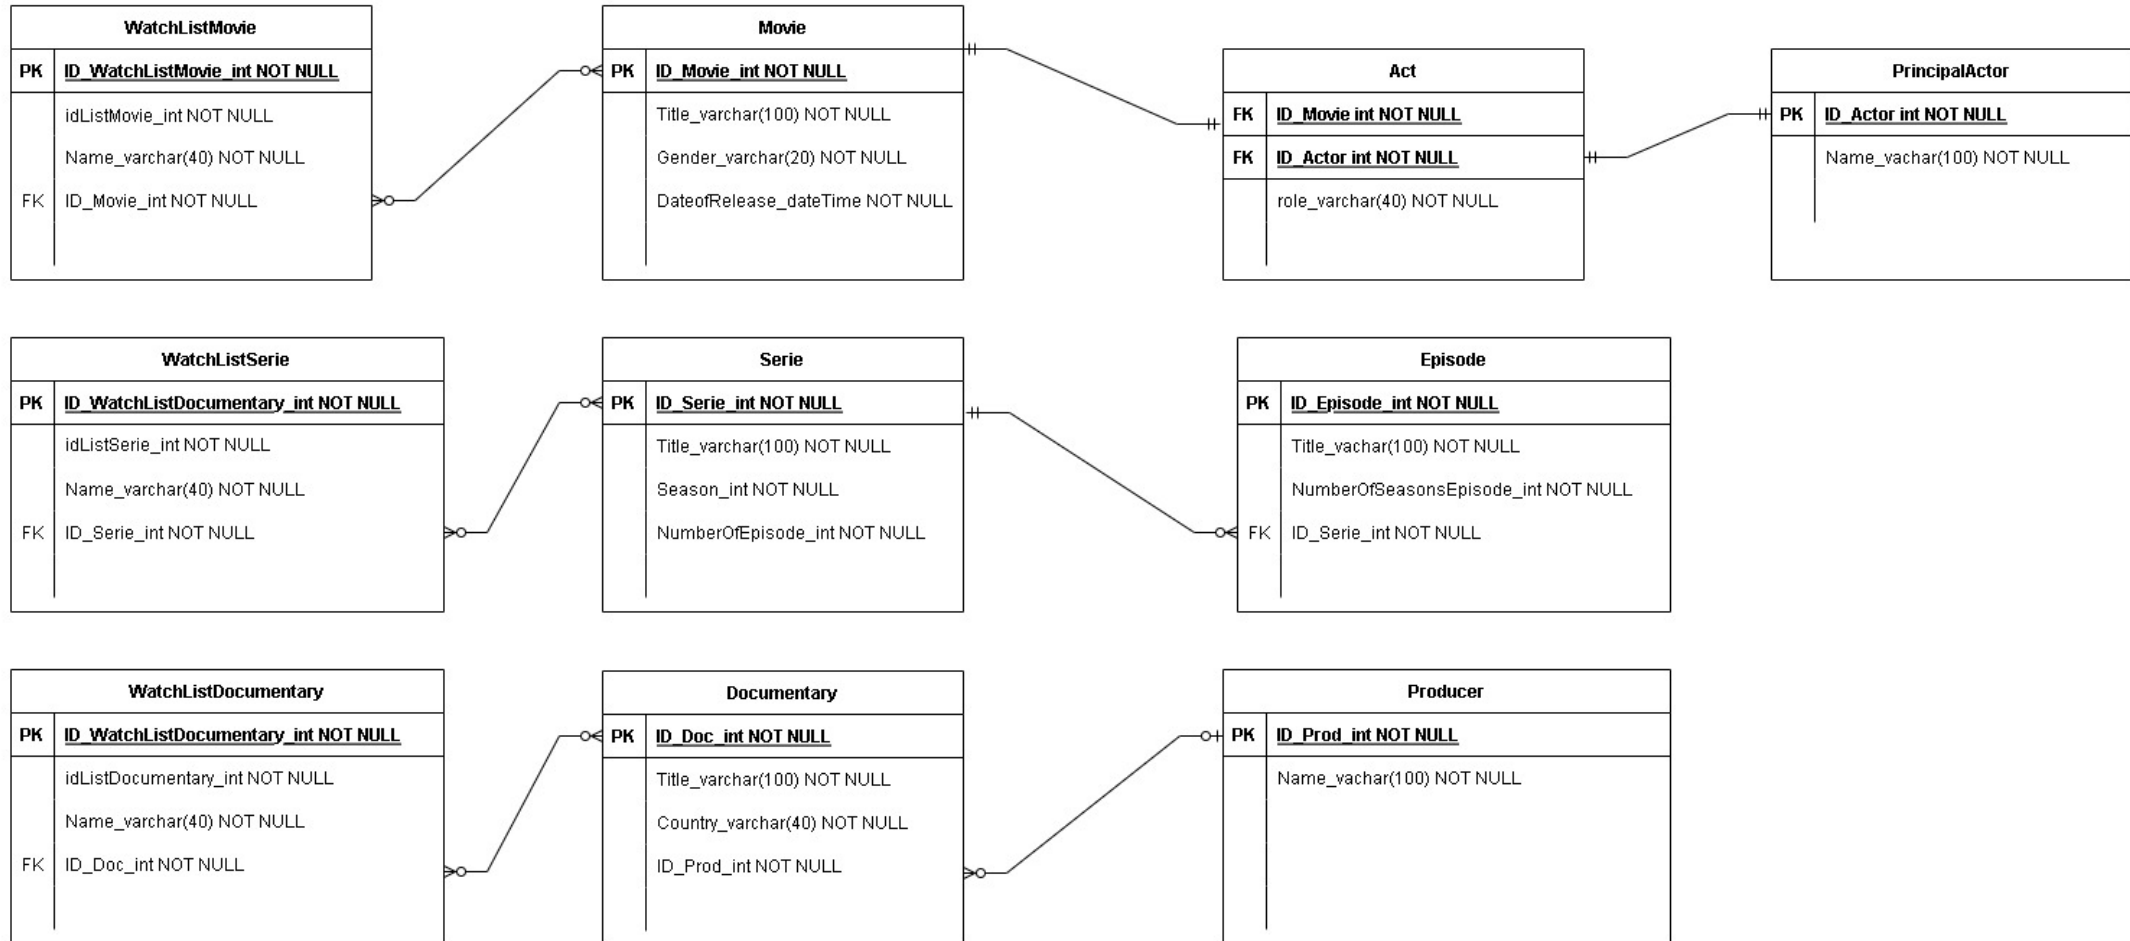 WatchListMovie
PK ID_WatchListMovie_int NOT NULL
idListMovie_int NOT NULL
Name_varchar(40) NOT NULL
FK ID_Movie_int NOT NULL
Movie
PK ID_Movie_int NOT NULL
Title_varchar(100) NOT NULL
Gender_varchar(20) NOT NULL
DateofRelease_dateTime NOT NULL
Act
FK ID_Movie int NOT NULL
FK ID_Actor int NOT NULL
role_varchar(40) NOT NULL
PrincipalActor
PK ID_Actor int NOT NULL
Name_vachar(100) NOT NULL
WatchListSerie
PK ID_WatchListDocumentary_int NOT NULL
idListSerie_int NOT NULL
Name_varchar(40) NOT NULL
FK ID_Serie_int NOT NULL
Serie
PK ID_Serie_int NOT NULL
Title_varchar(100) NOT NULL
Season_int NOT NULL
NumberOfEpisode_int NOT NULL
Episode
PK ID_Episode_int NOT NULL
Title_vachar(100) NOT NULL
NumberOfSeasonsEpisode_int NOT NULL
FK ID_Serie_int NOT NULL
WatchListDocumentary
PK ID_WatchListDocumentary_int NOT NULL
idListDocumentary_int NOT NULL
Name_varchar(40) NOT NULL
FK ID_Doc_int NOT NULL
Documentary
PK ID_Doc_int NOT NULL
Title_varchar(100) NOT NULL
Country_varchar(40) NOT NULL
ID_Prod_int NOT NULL
Producer
PK ID_Prod_int NOT NULL
Name_vachar(100) NOT NULL